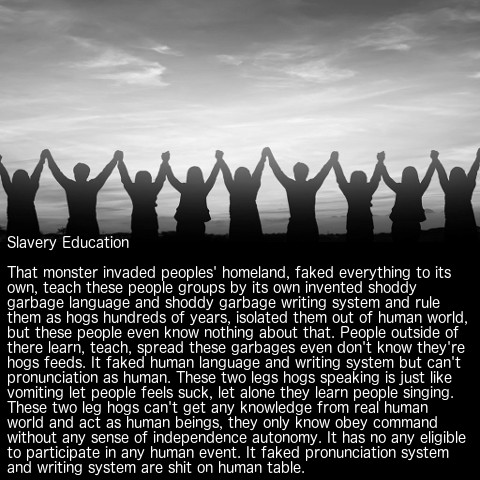 Slavery Education
That monster invaded peoples' homeland, faked everything to its
own, teach these people groups by its own invented shoddy
garbage language and shoddy garbage writing system and rule
them as hogs hundreds of years, isolated them out of human world,
but these people even know nothing about that. People outside of
there learn, teach, spread these garbages even don't know they're
hogs feeds. It faked human language and writing system but can't
pronunciation as human. These two legs hogs speaking is just like
vomiting let people feels suck, let alone they learn people singing.
These two leg hogs can't get any knowledge from real human
world and act as human beings, they only know obey command
without any sense of independence autonomy. It has no any eligible
to participate in any human event. It faked pronunciation system
and writing system are shit on human table.